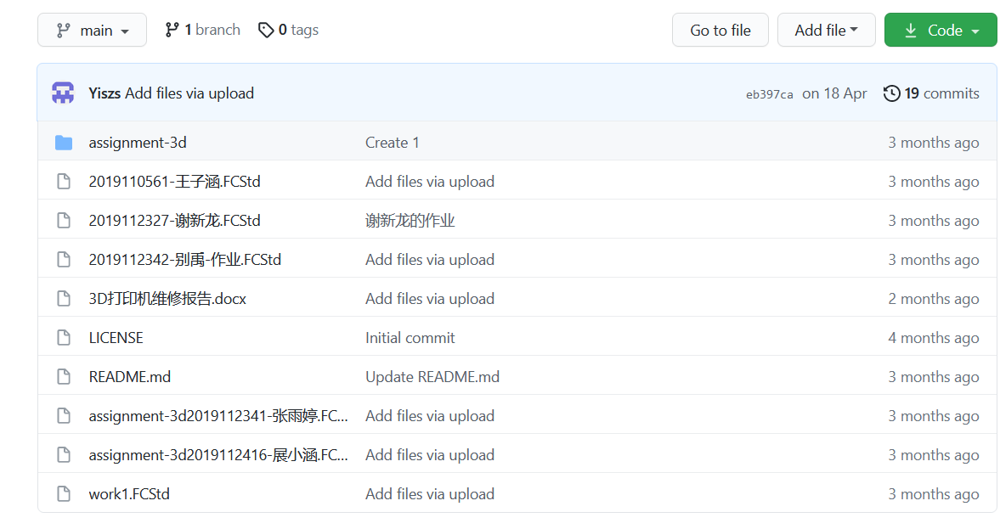 main 1 branch 0 tags Go to file Add file Code
Yiszs Add files via upload eb397ca on 18 Apr 19 commits
assignment-3d Create 1 3 months ago
2019110561-王子涵.FCStd Add files via upload 3 months ago
2019112327-谢新龙.FCStd 谢新龙的作业 3 months ago
2019112342-别禹-作业.FCStd Add files via upload 3 months ago
3D打印机维修报告.docx Add files via upload 2 months ago
LICENSE Initial commit 4 months ago
README.md Update README.md 3 months ago
assignment-3d2019112341-张雨婷.FC... Add files via upload 3 months ago
assignment-3d2019112416-展小涵.FC... Add files via upload 3 months ago
work1.FCStd Add files via upload 3 months ago